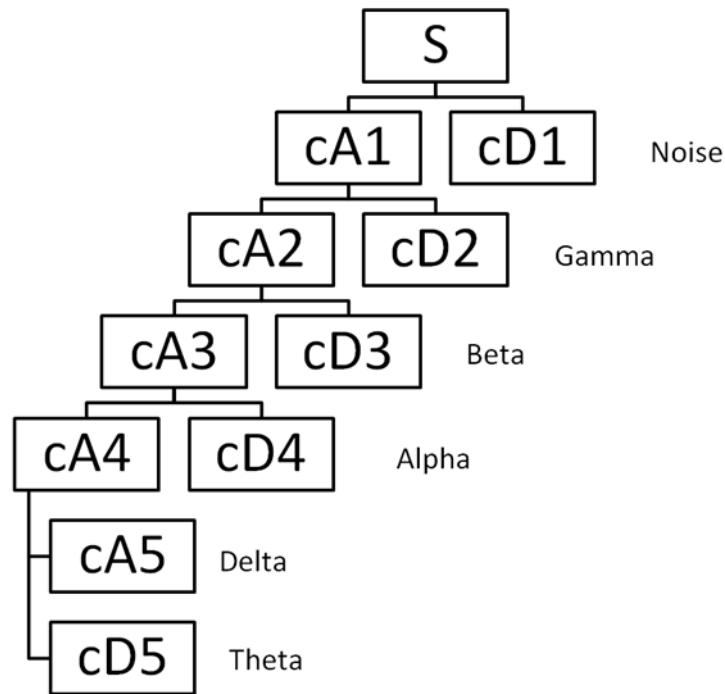 S
cA1
cD1
Noise
cA2
cD2
Gamma
cA3
cD3
Beta
cA4
cD4
Alpha
cA5
Delta
cD5
Theta